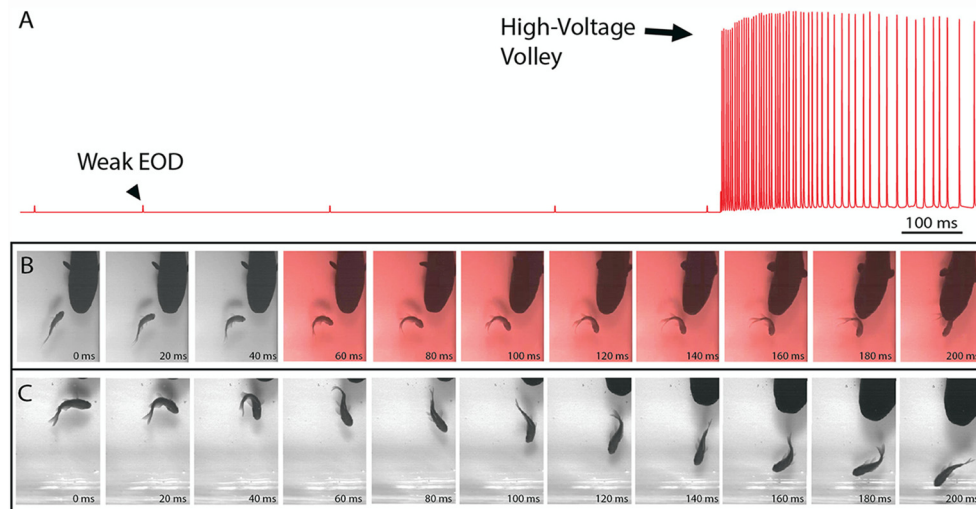 A
High-Voltage
Volley
Weak EOD
100 ms
B
0 ms
20 ms
40 ms
60 ms
80 ms
100 ms
120 ms
140 ms
160 ms
180 ms
200 ms
C
0 ms
20 ms
40 ms
60 ms
80 ms
100 ms
120 ms
140 ms
160 ms
180 ms
200 ms